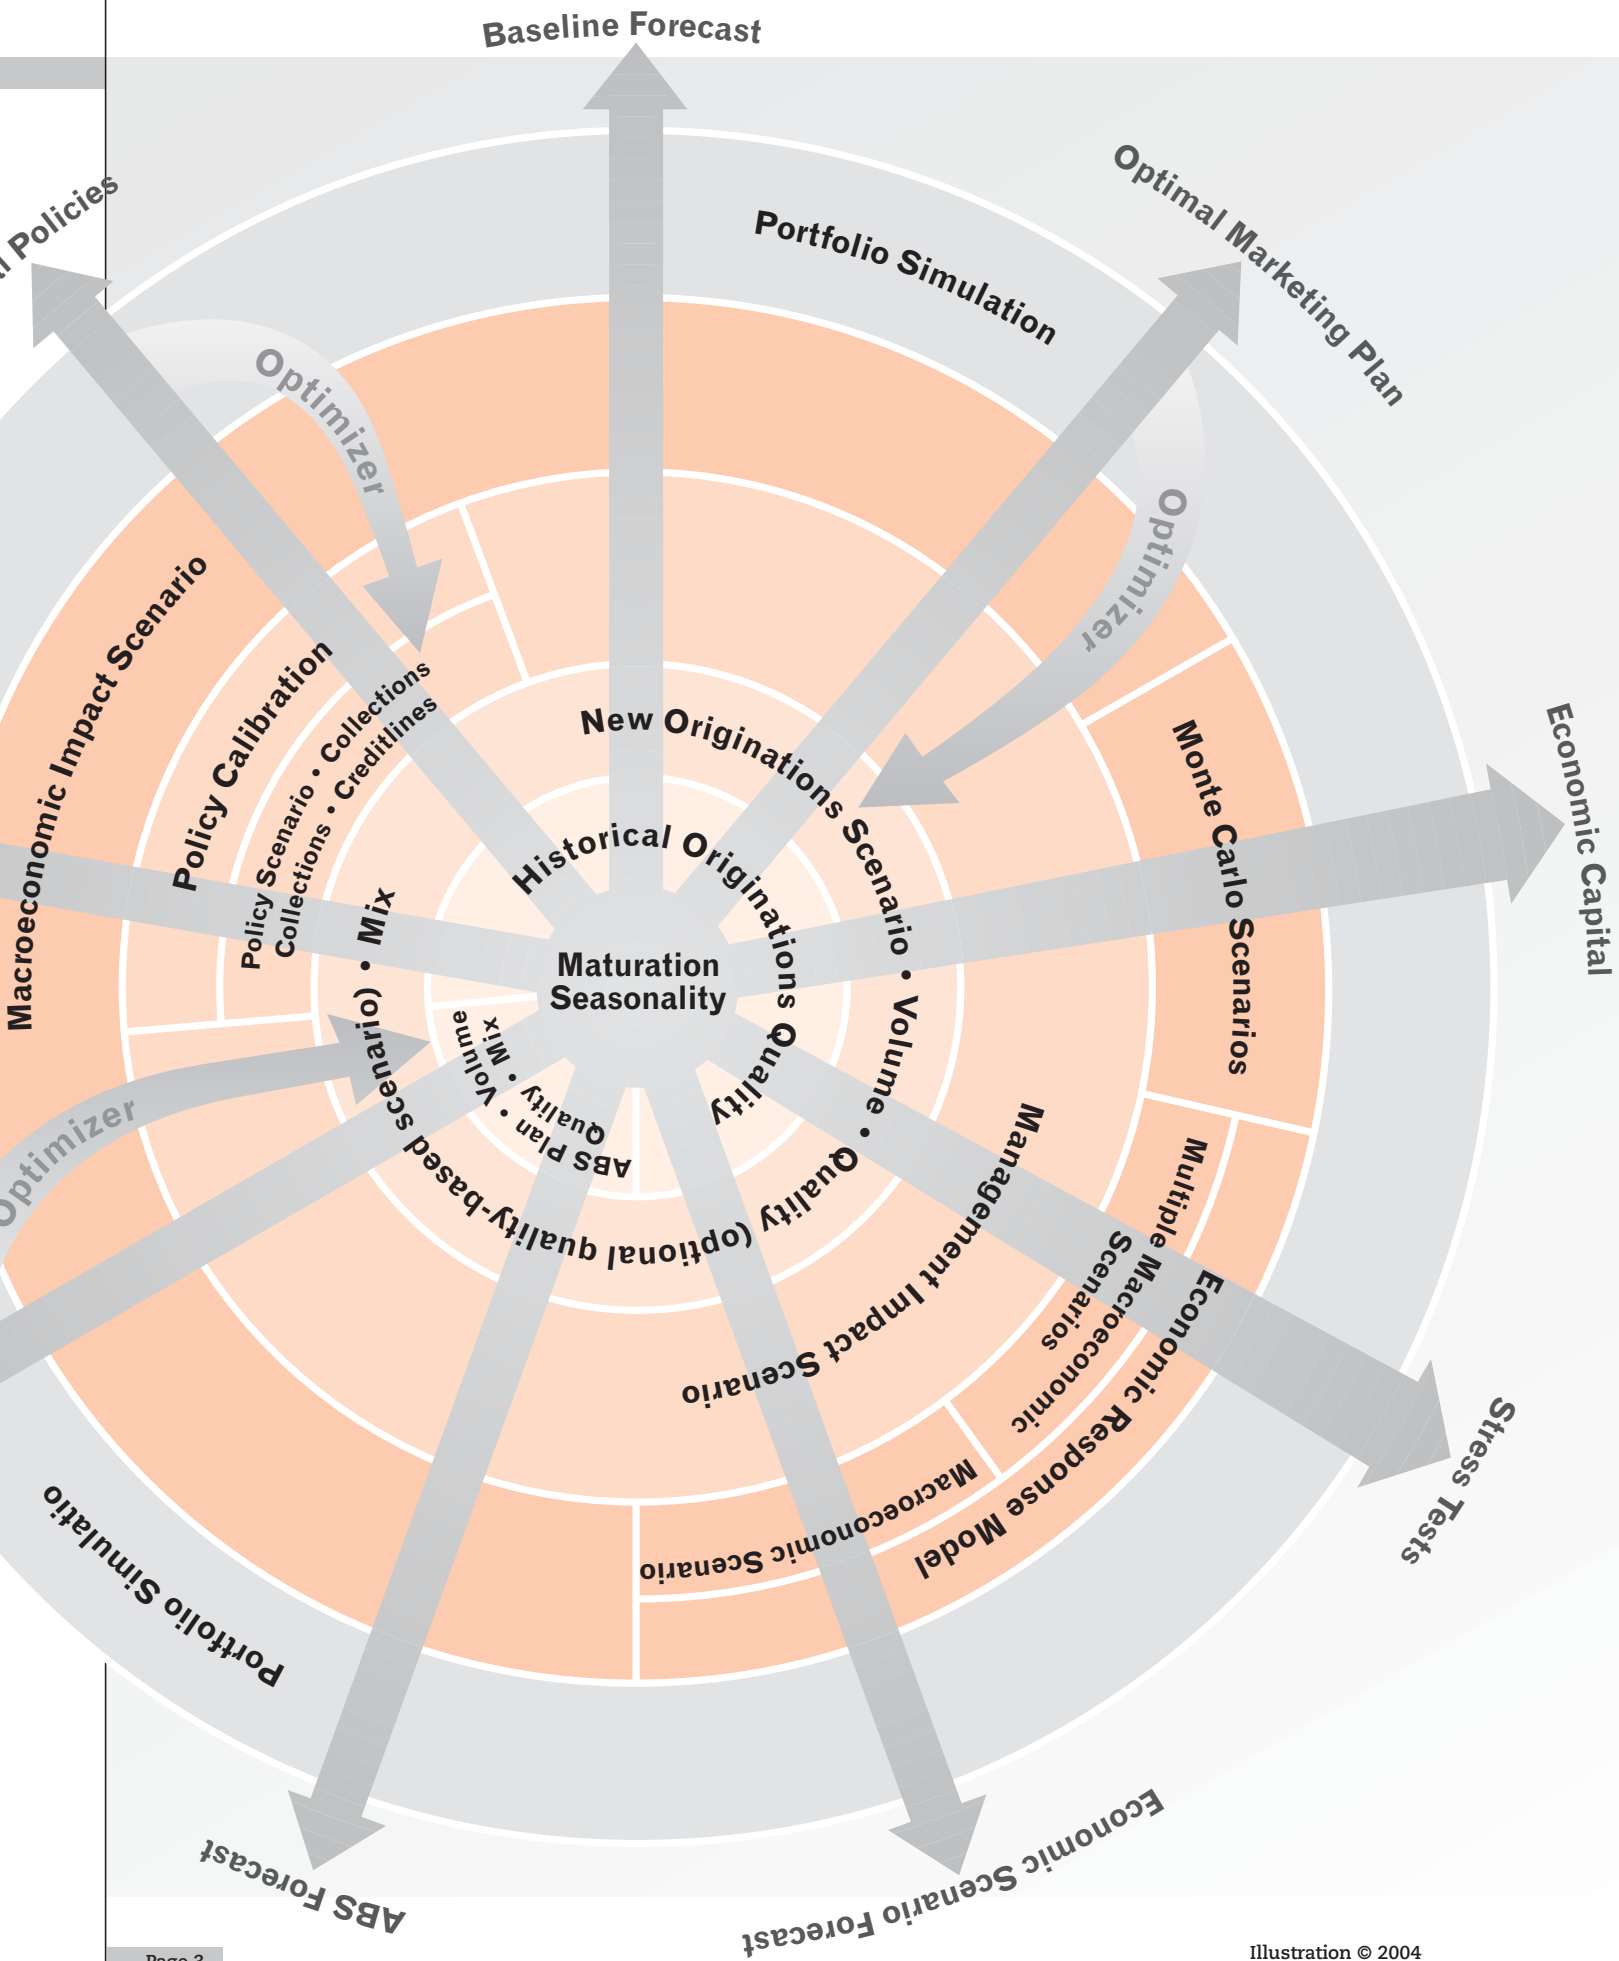 Baseline Forecast
Optimal Marketing Plan
Economic Capital
Stress Tests
Economic Scenario Forecast
ABS Forecast
Policies
Portfolio Simulation
Optimizer
Optimizer
Optimizer
Macroeconomic Impact Scenario
Policy Calibration
Policy Scenario • Collections
Collections • Creditlines
New Originations Scenario • Volume • Quality (optional quality-based scenario) • Mix
Historical Originations Quality
Maturation
Seasonality
ABS Plan • Volume
Quality • Mix
Monte Carlo Scenarios
Management Impact Scenario
Multiple Macroeconomic
Scenarios
Economic Response Model
Macroeconomic Scenario
Portfolio Simulatio
Page 3
Illustration © 2004